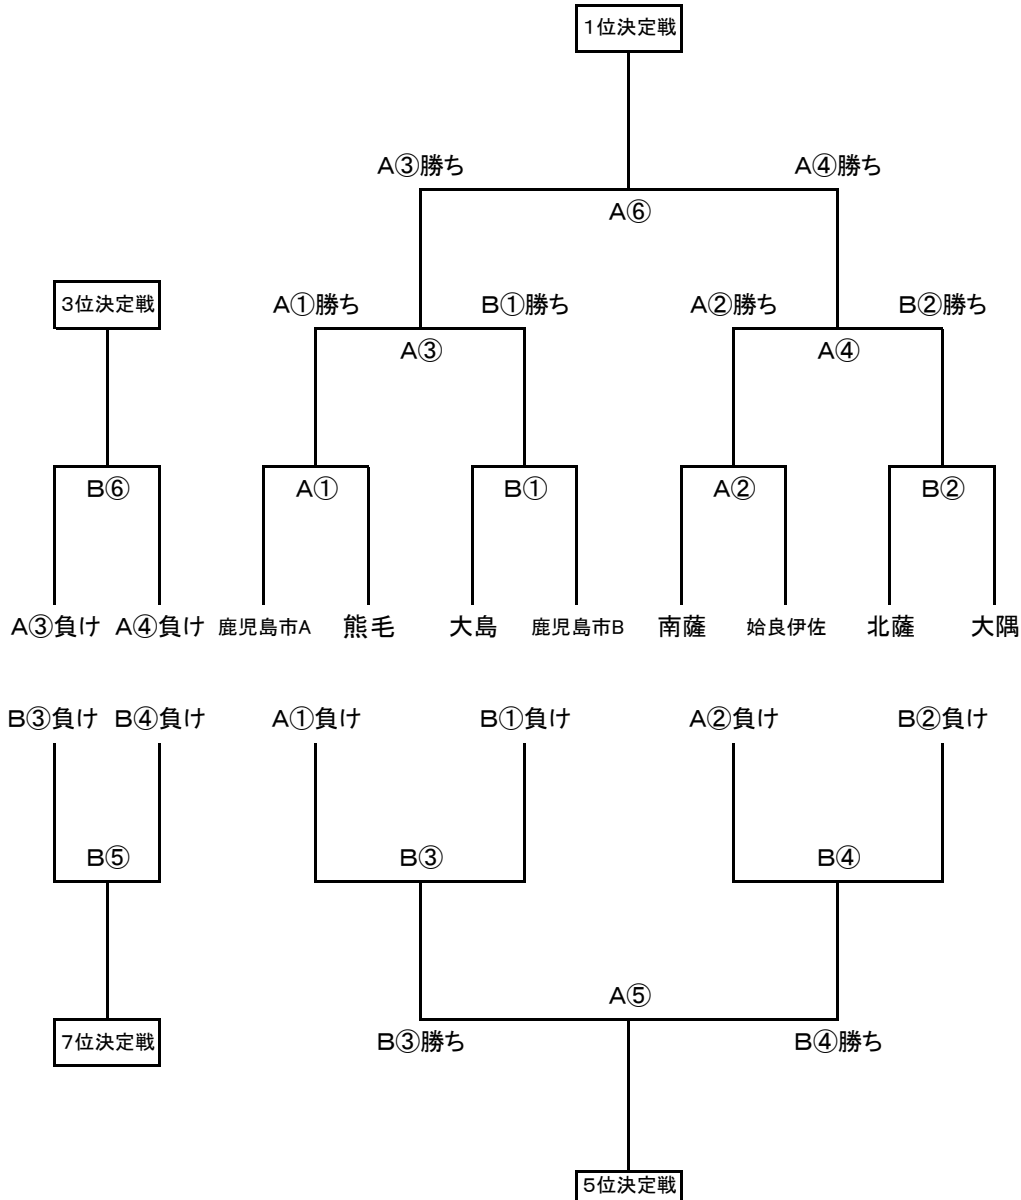 1位決定戦
A③勝ち A④勝ち
A⑥
3位決定戦 A①勝ち B①勝ち A②勝ち B②勝ち
A③ A④
B⑥ A① B① A② B②
A③負け A④負け 鹿児島市A 熊毛 大島 鹿児島市B 南薩 姶良伊佐 北薩 大隅
B③負け B④負け A①負け B①負け A②負け B②負け
B⑤ B③ B④
A⑤
7位決定戦 B③勝ち B④勝ち
5位決定戦